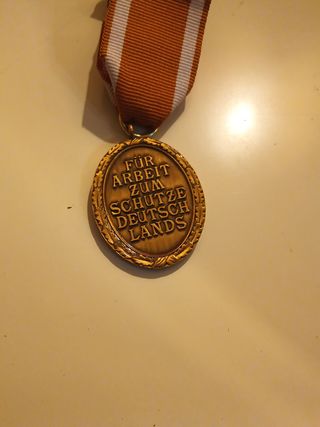 FÜR
ARBEIT
ZUM
SCHUTZE
DEUTSCH
LANDS